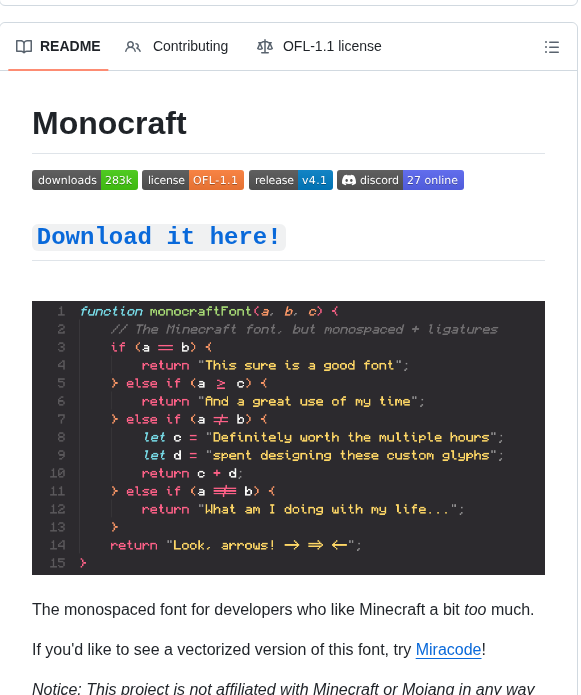 README Contributing OFL-1.1 license
Monocraft
downloads 283k license OFL-1.1 release v4.1 discord 27 online
Download it here!
1 function monocraftFont(a, b, c) {
2 // The Minecraft font, but monospaced + ligatures
3 if (a == b) {
4 return "This sure is a good font";
5 } else if (a ≥ c) {
6 return "And a great use of my time";
7 } else if (a ≠ b) {
8 let c = "Definitely worth the multiple hours";
9 let d = "spent designing these custom glyphs";
10 return c + d;
11 } else if (a !== b) {
12 return "What am I doing with my life...";
13 }
14 return "Look, arrows! → ⇒ ←";
15 }
The monospaced font for developers who like Minecraft a bit too much.
If you'd like to see a vectorized version of this font, try Miracode!
Notice: This project is not affiliated with Minecraft or Mojang in any way